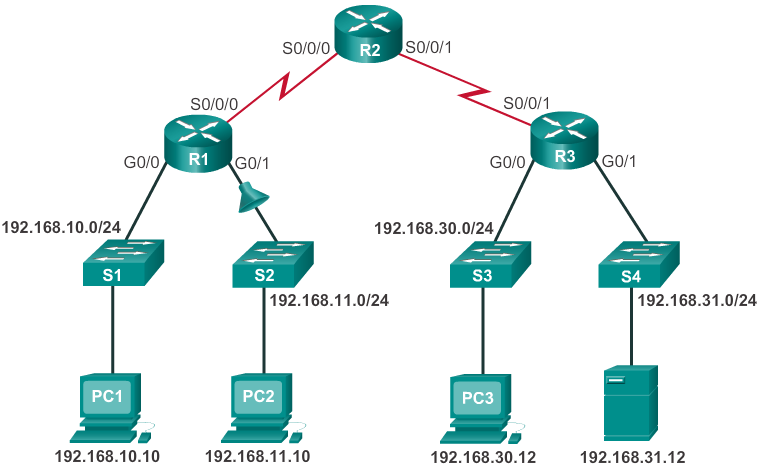 R2
S0/0/0
S0/0/1
S0/0/0
S0/0/1
R1
R3
G0/0
G0/1
G0/0
G0/1
192.168.10.0/24
192.168.30.0/24
S1
S2
S3
S4
192.168.11.0/24
192.168.31.0/24
PC1
PC2
PC3
192.168.10.10
192.168.11.10
192.168.30.12
192.168.31.12